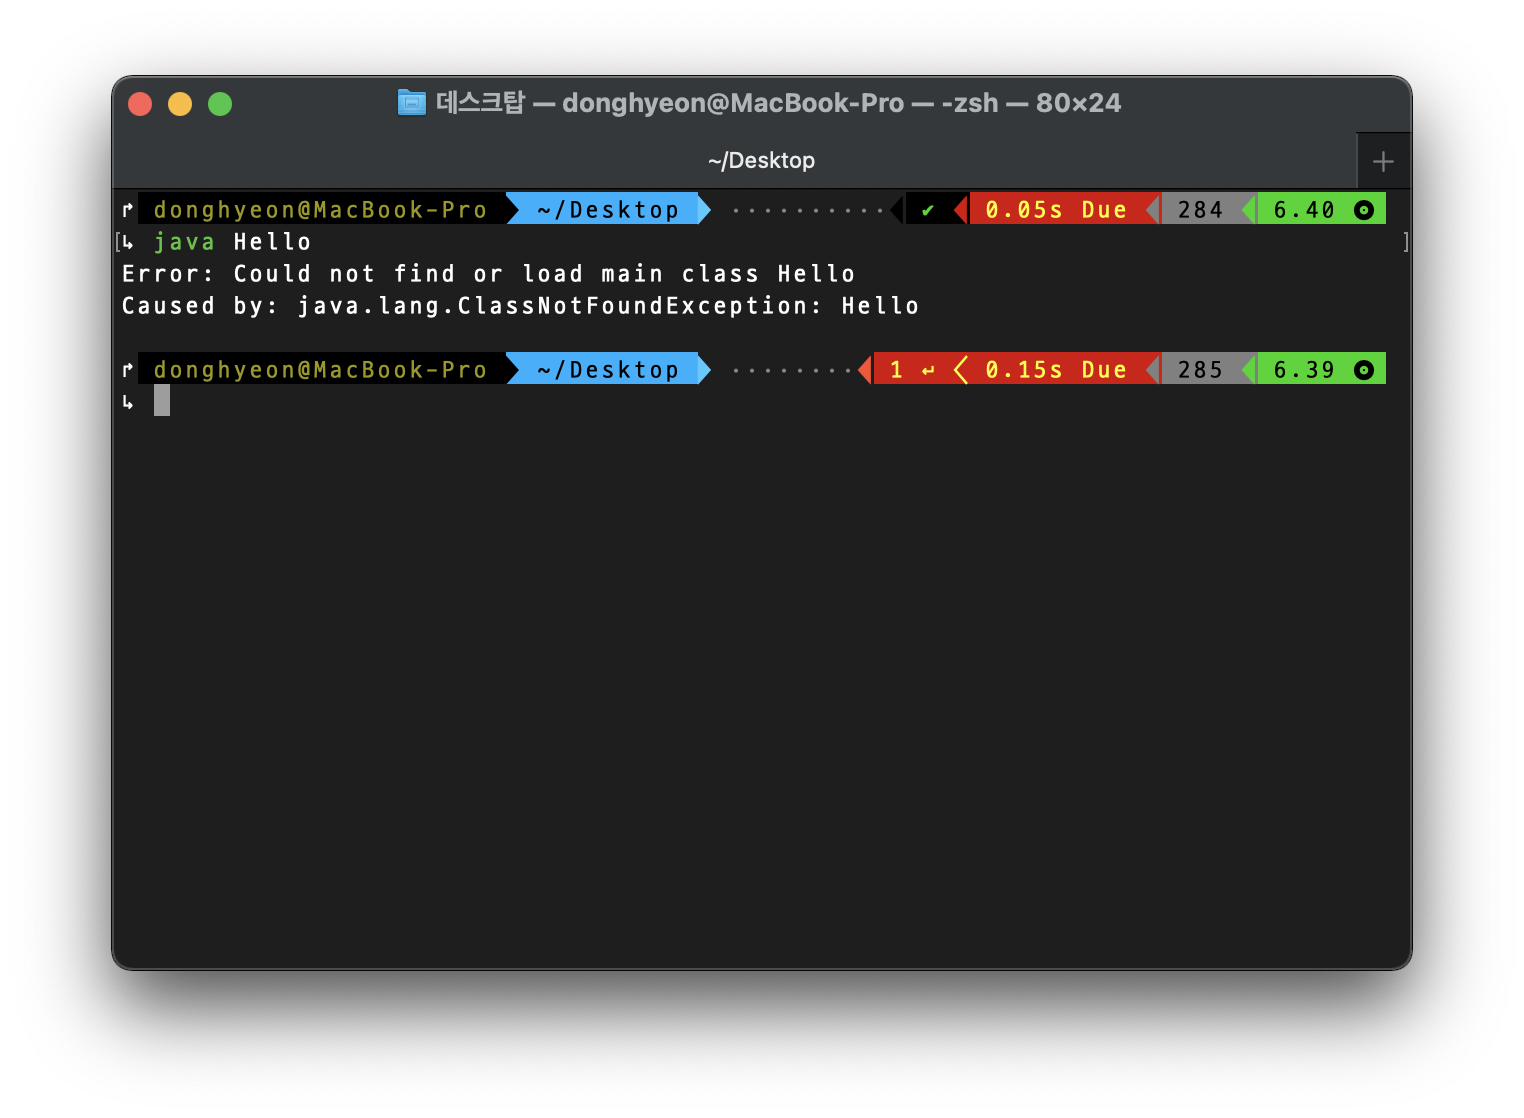 데스크탑 — donghyeon@MacBook-Pro — -zsh — 80×24
~/Desktop
↱ donghyeon@MacBook-Pro ~/Desktop ·········· ✔ 0.05s Due 284 6.40
[↳ java Hello ]
Error: Could not find or load main class Hello
Caused by: java.lang.ClassNotFoundException: Hello
↱ donghyeon@MacBook-Pro ~/Desktop ········ 1 ↵ 0.15s Due 285 6.39
↳